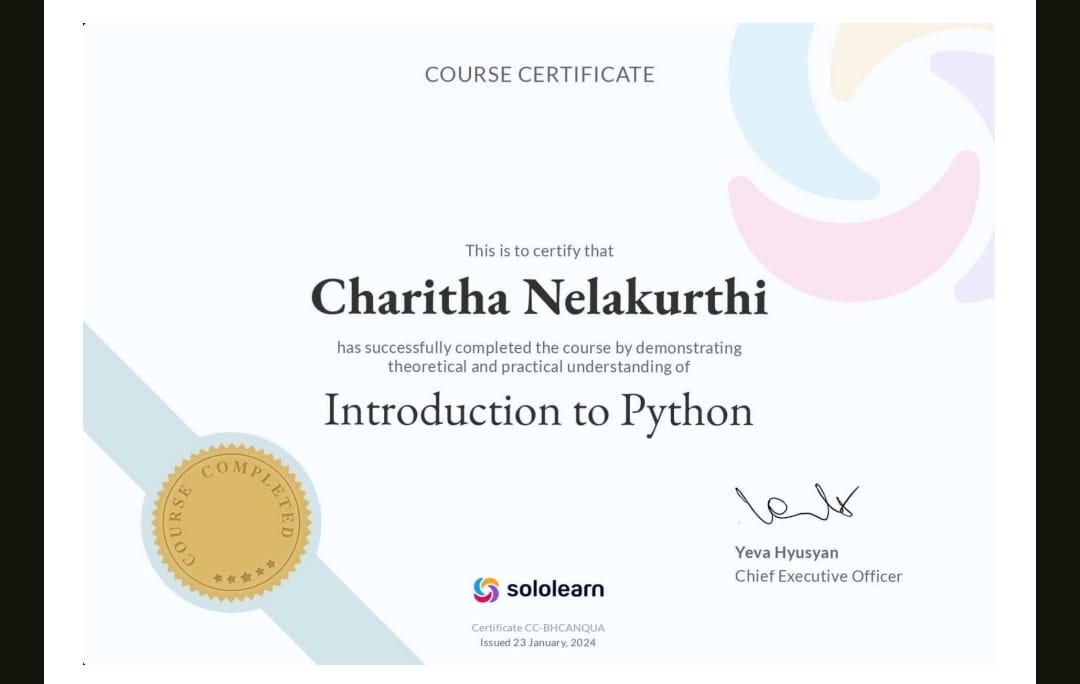 COURSE CERTIFICATE
This is to certify that
Charitha Nelakurthi
has successfully completed the course by demonstrating
theoretical and practical understanding of
Introduction to Python
COURSE COMPLETED
Yeva Hyusyan
Chief Executive Officer
sololearn
Certificate CC-BHCANQUA
Issued 23 January, 2024